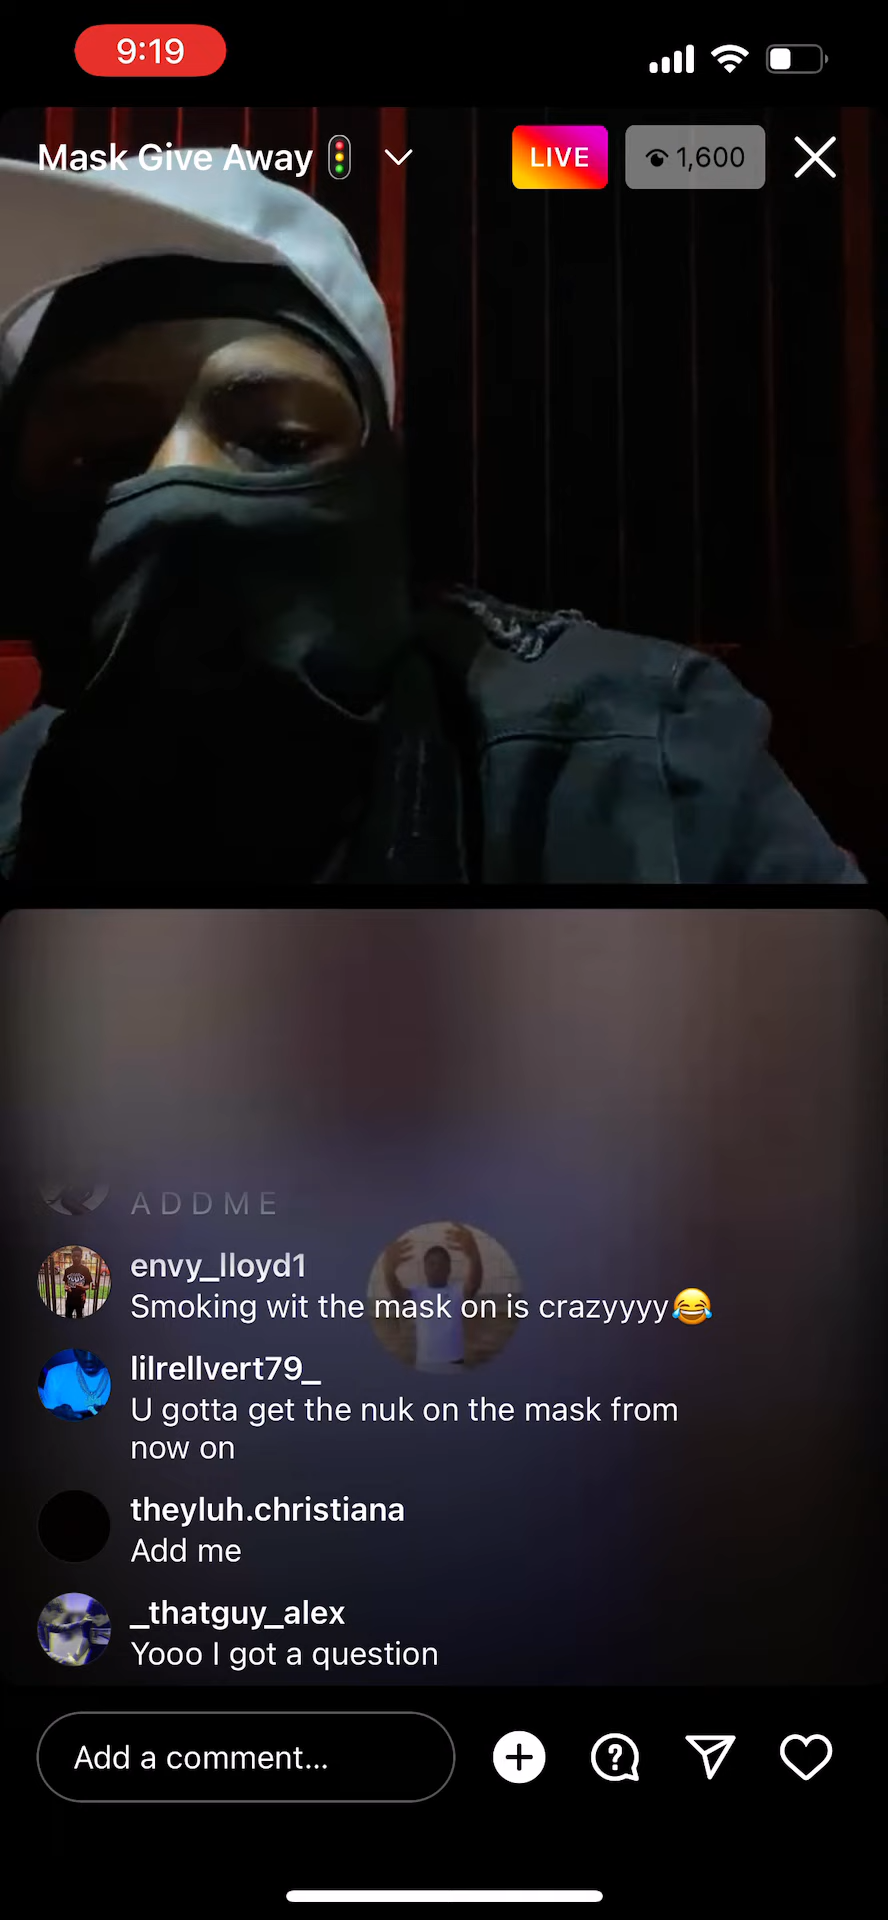 9:19
Mask Give Away 🚦
LIVE
1,600
A D D M E
envy_lloyd1
Smoking wit the mask on is crazyyyy😂
lilrellvert79_
U gotta get the nuk on the mask from
now on
theyluh.christiana
Add me
_thatguy_alex
Yooo I got a question
Add a comment...